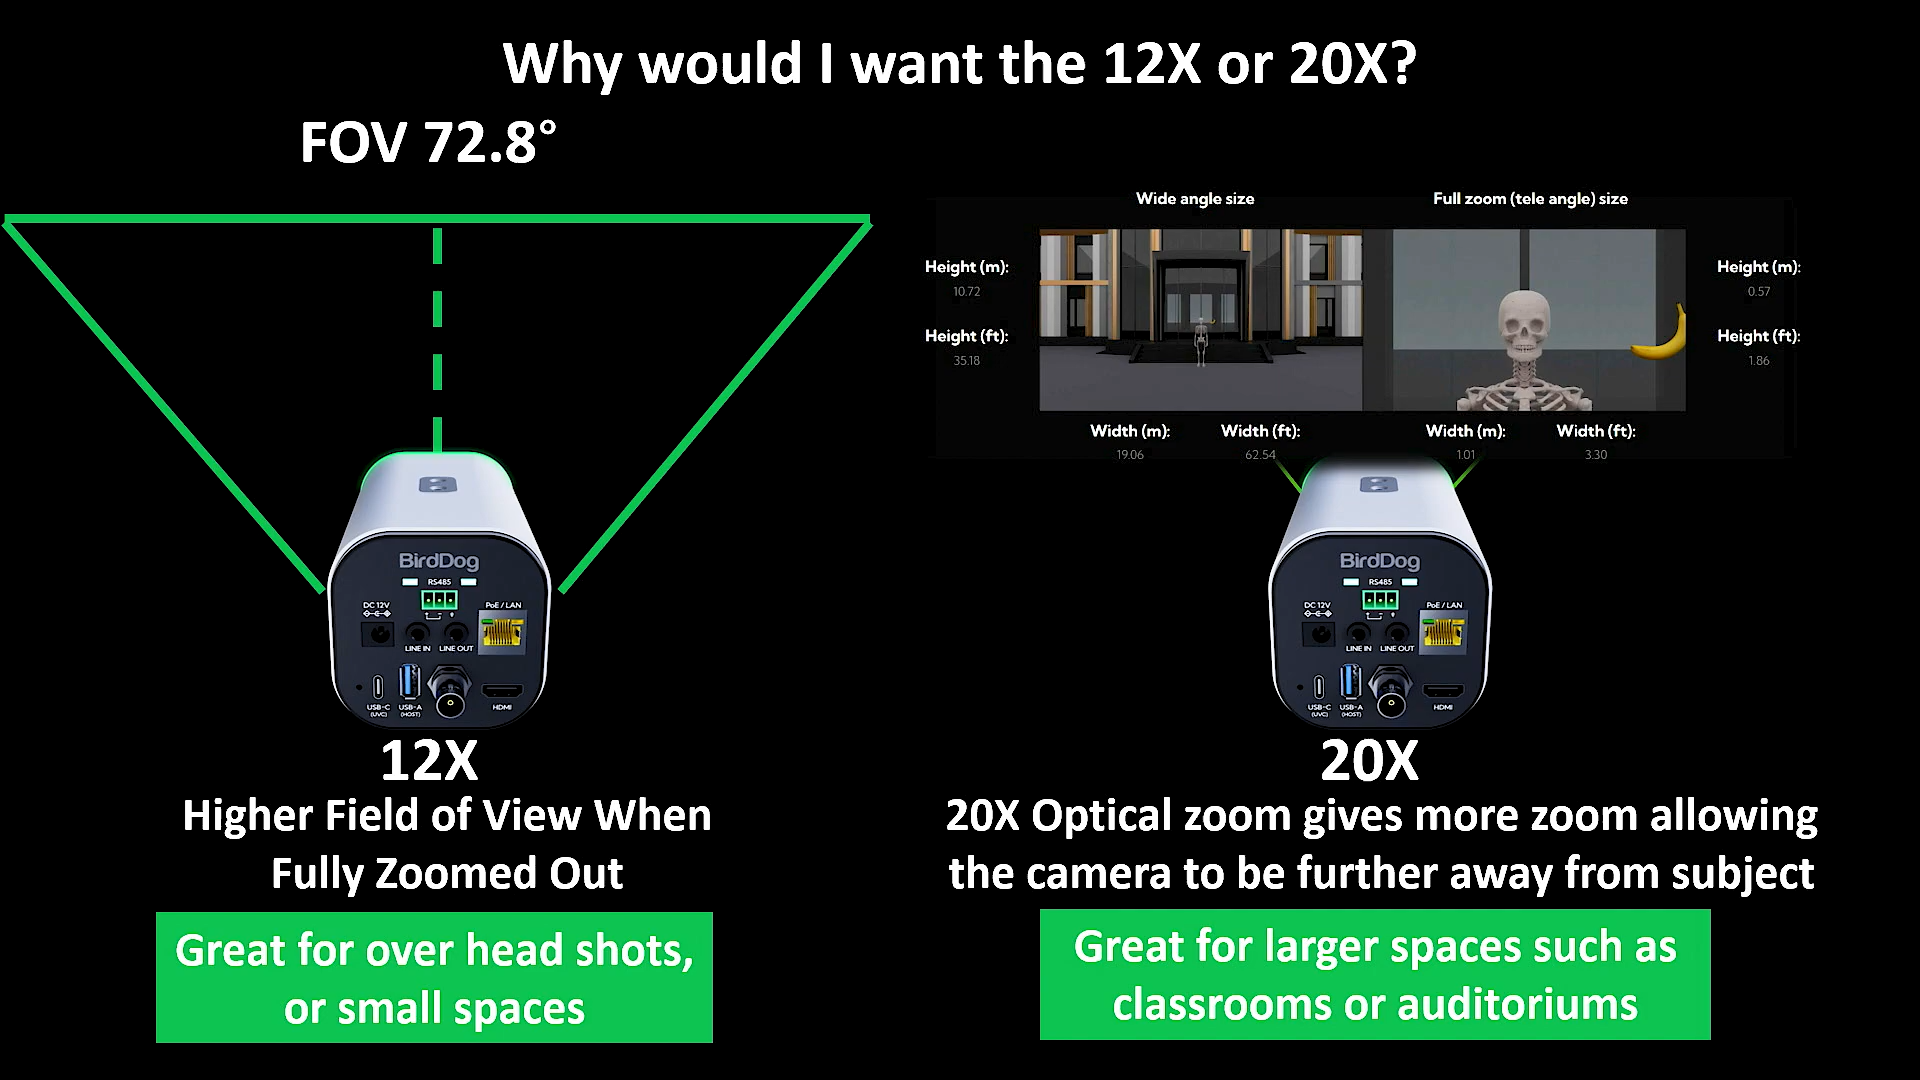 Why would I want the 12X or 20X?
FOV 72.8°
Wide angle size
Full zoom (tele angle) size
Height (m):
10.72
Height (ft):
35.18
Height (m):
0.57
Height (ft):
1.86
Width (m):
19.06
Width (ft):
62.54
Width (m):
1.01
Width (ft):
3.30
BirdDog
RS485
DC 12V
PoE / LAN
LINE IN
LINE OUT
USB-C
(UVC)
USB-A
(HOST)
HDMI
12X
Higher Field of View When
Fully Zoomed Out
Great for over head shots,
or small spaces
BirdDog
RS485
DC 12V
PoE / LAN
LINE IN
LINE OUT
USB-C
(UVC)
USB-A
(HOST)
HDMI
20X
20X Optical zoom gives more zoom allowing
the camera to be further away from subject
Great for larger spaces such as
classrooms or auditoriums